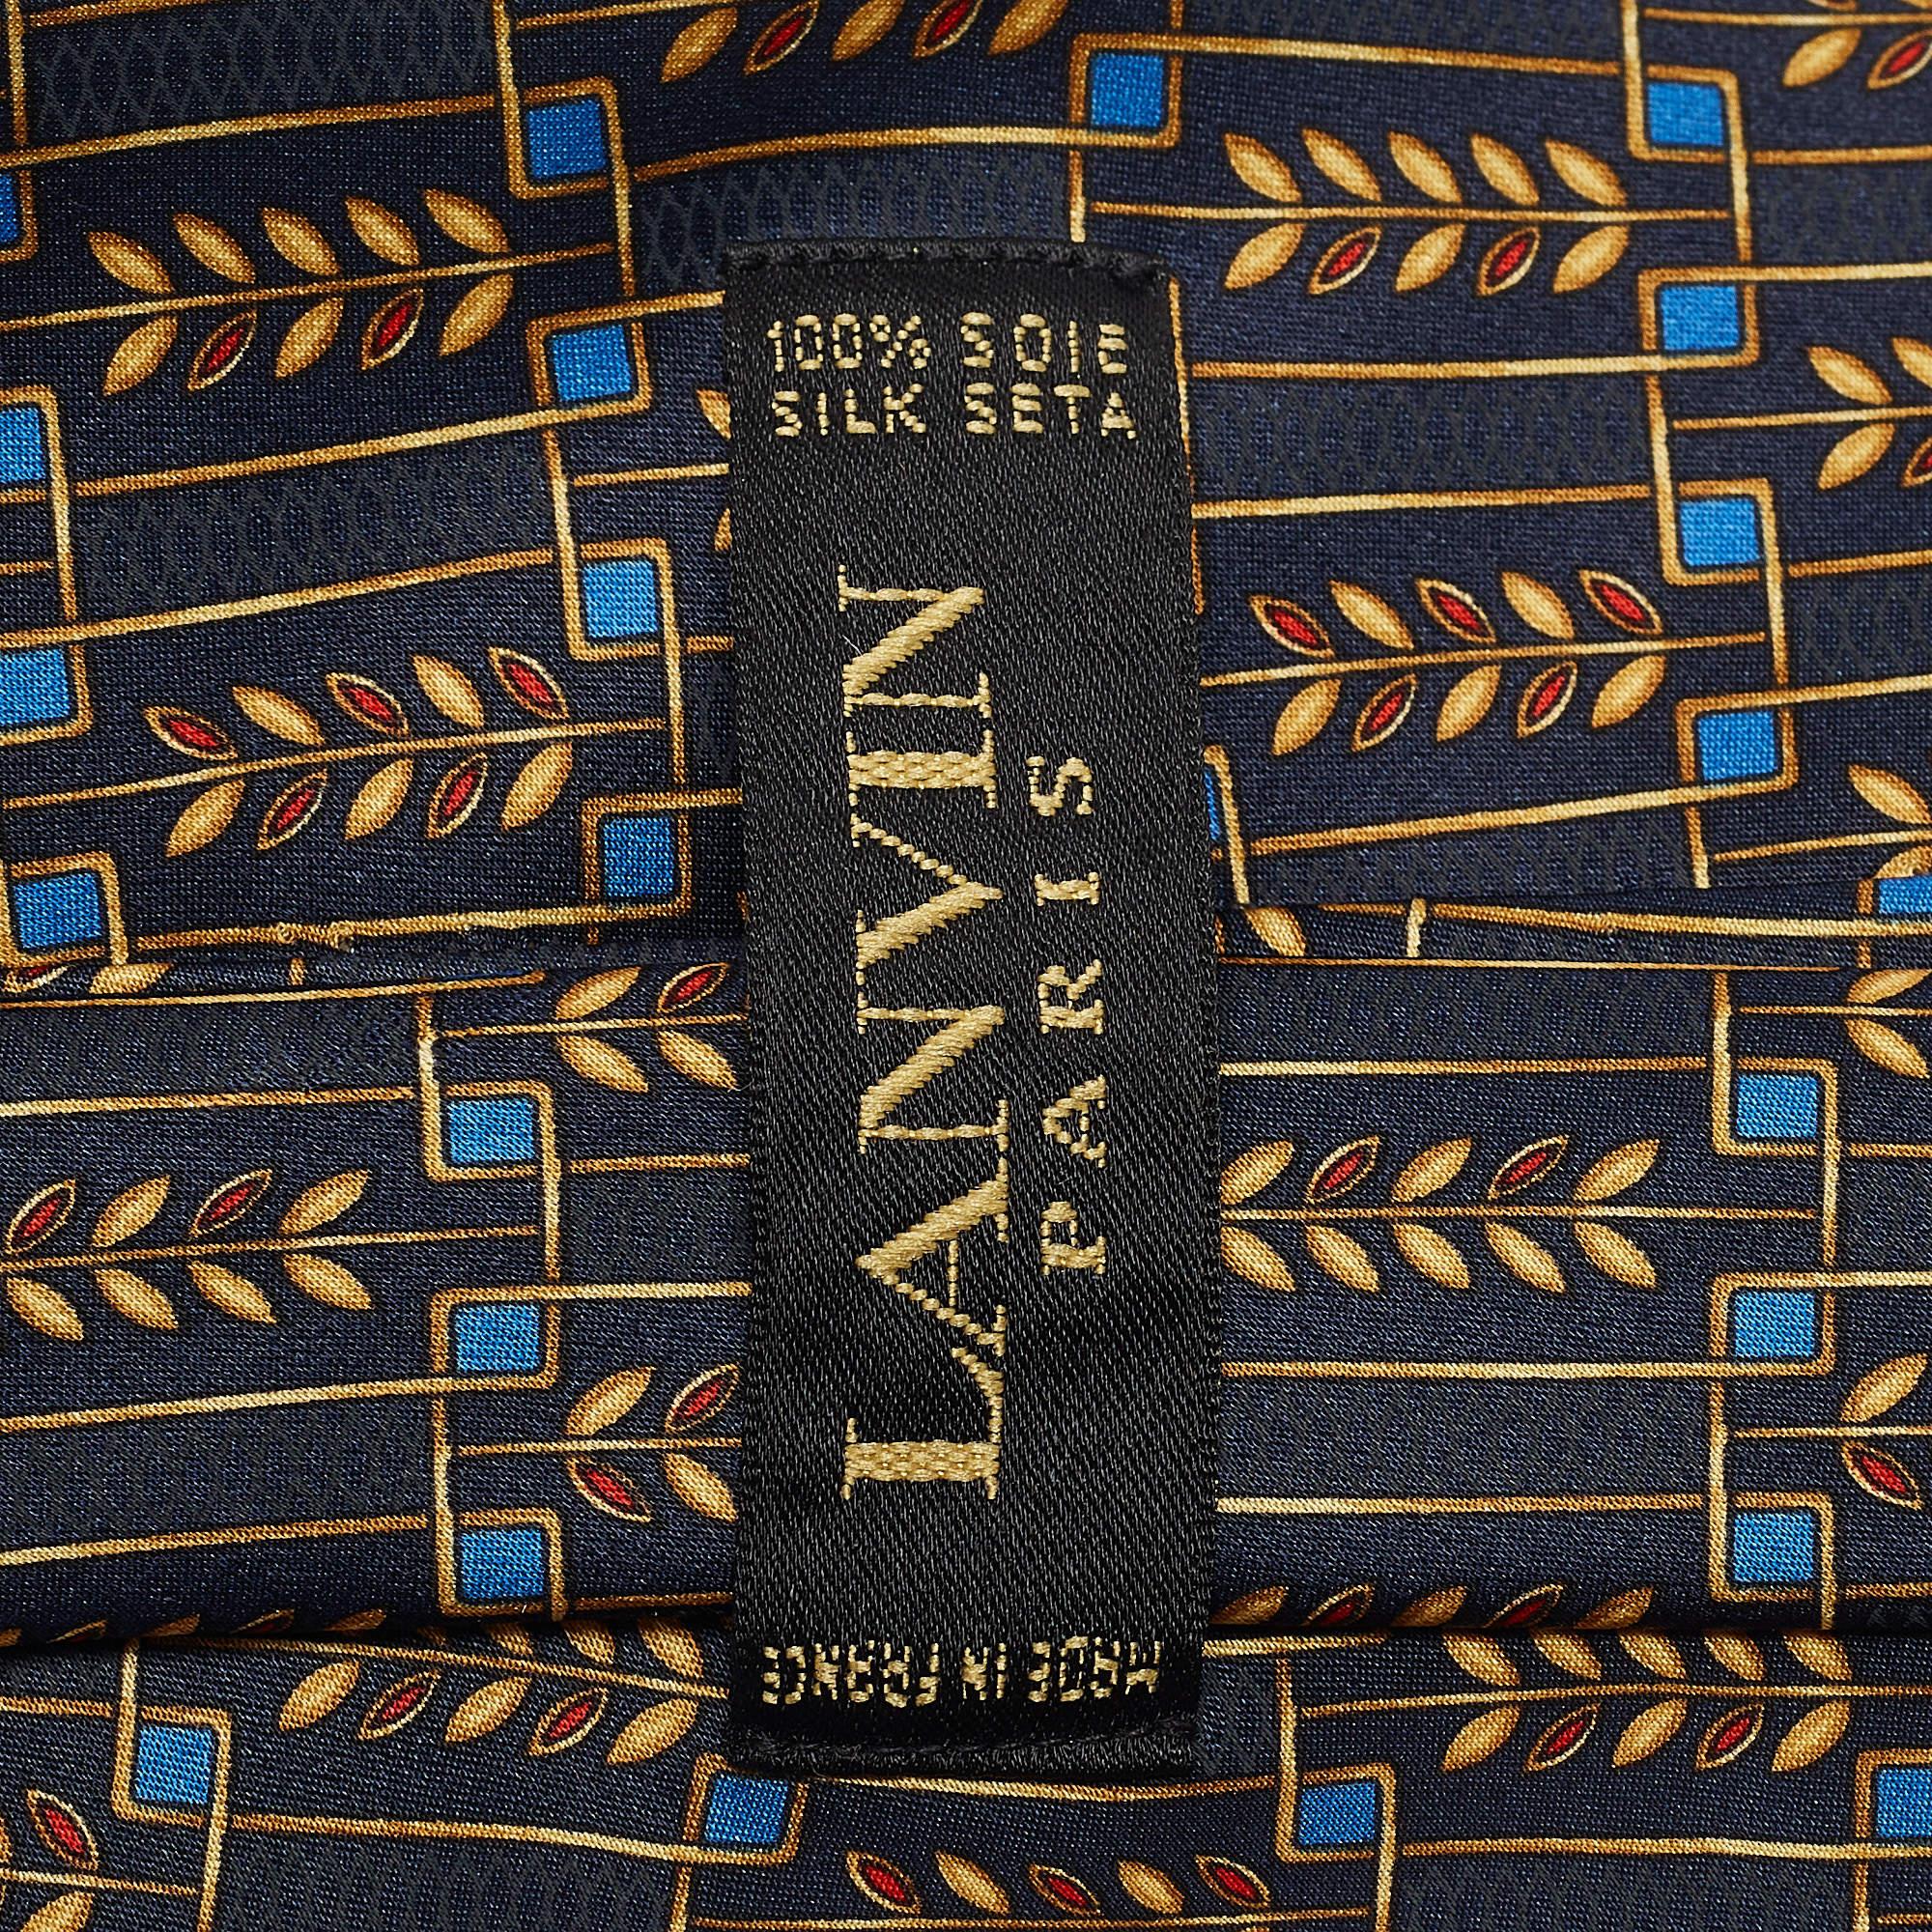 100% SOIE
SILK SETA
LANVIN
PARIS
MADE IN FRANCE